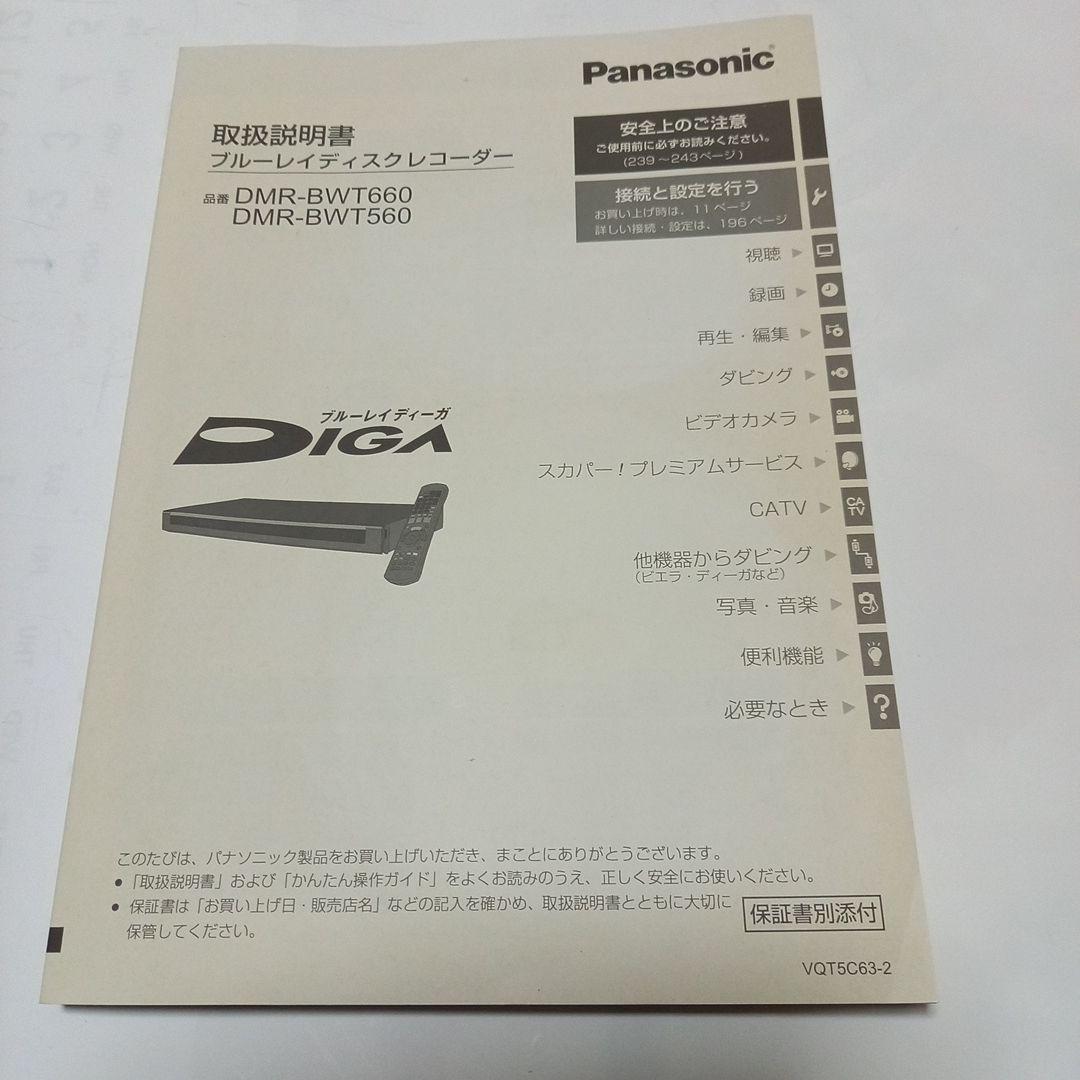 Panasonic
取扱説明書
ブルーレイディスクレコーダー
品番 DMR-BWT660
DMR-BWT560
安全上のご注意
ご使用前に必ずお読みください。
(239～243ページ)
接続と設定を行う
お買い上げ時は、11ページ
詳しい接続・設定は、196ページ
視聴
録画
再生・編集
ダビング
ビデオカメラ
スカパー!プレミアムサービス
CATV
CA
TV
他機器からダビング
(ビエラ・ディーガなど)
写真・音楽
便利機能
必要なとき
?
ブルーレイディーガ
DIGA
このたびは、パナソニック製品をお買い上げいただき、まことにありがとうございます。
● 「取扱説明書」および「かんたん操作ガイド」をよくお読みのうえ、正しく安全にお使いください。
● 保証書は「お買い上げ日・販売店名」などの記入を確かめ、取扱説明書とともに大切に
保管してください。
保証書別添付
VQT5C63-2